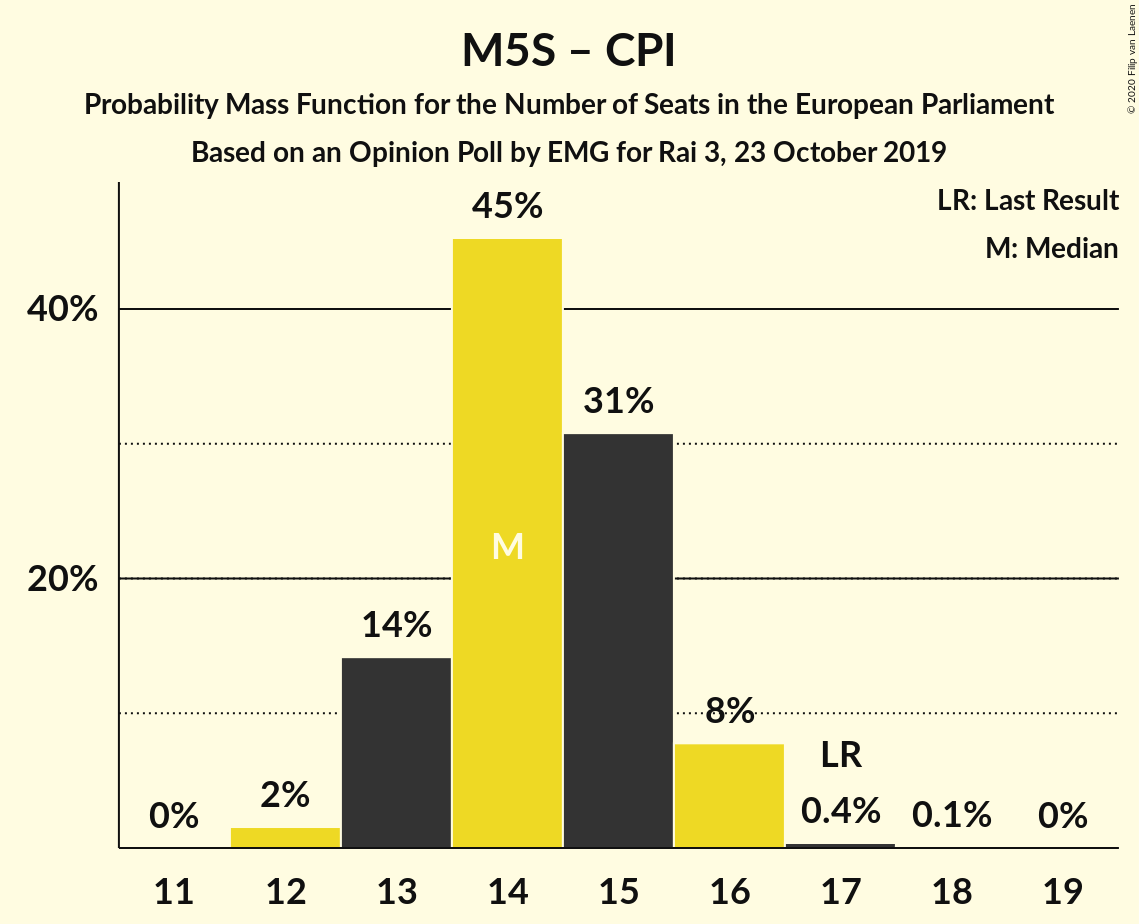 M5S – CPI
Probability Mass Function for the Number of Seats in the European Parliament
Based on an Opinion Poll by EMG for Rai 3, 23 October 2019
© 2020 Filip van Laenen
LR: Last Result
M: Median
45%
40%
31%
M
20%
14%
8%
LR
2%
0%
0.4%
0.1%
0%
11 12 13 14 15 16 17 18 19